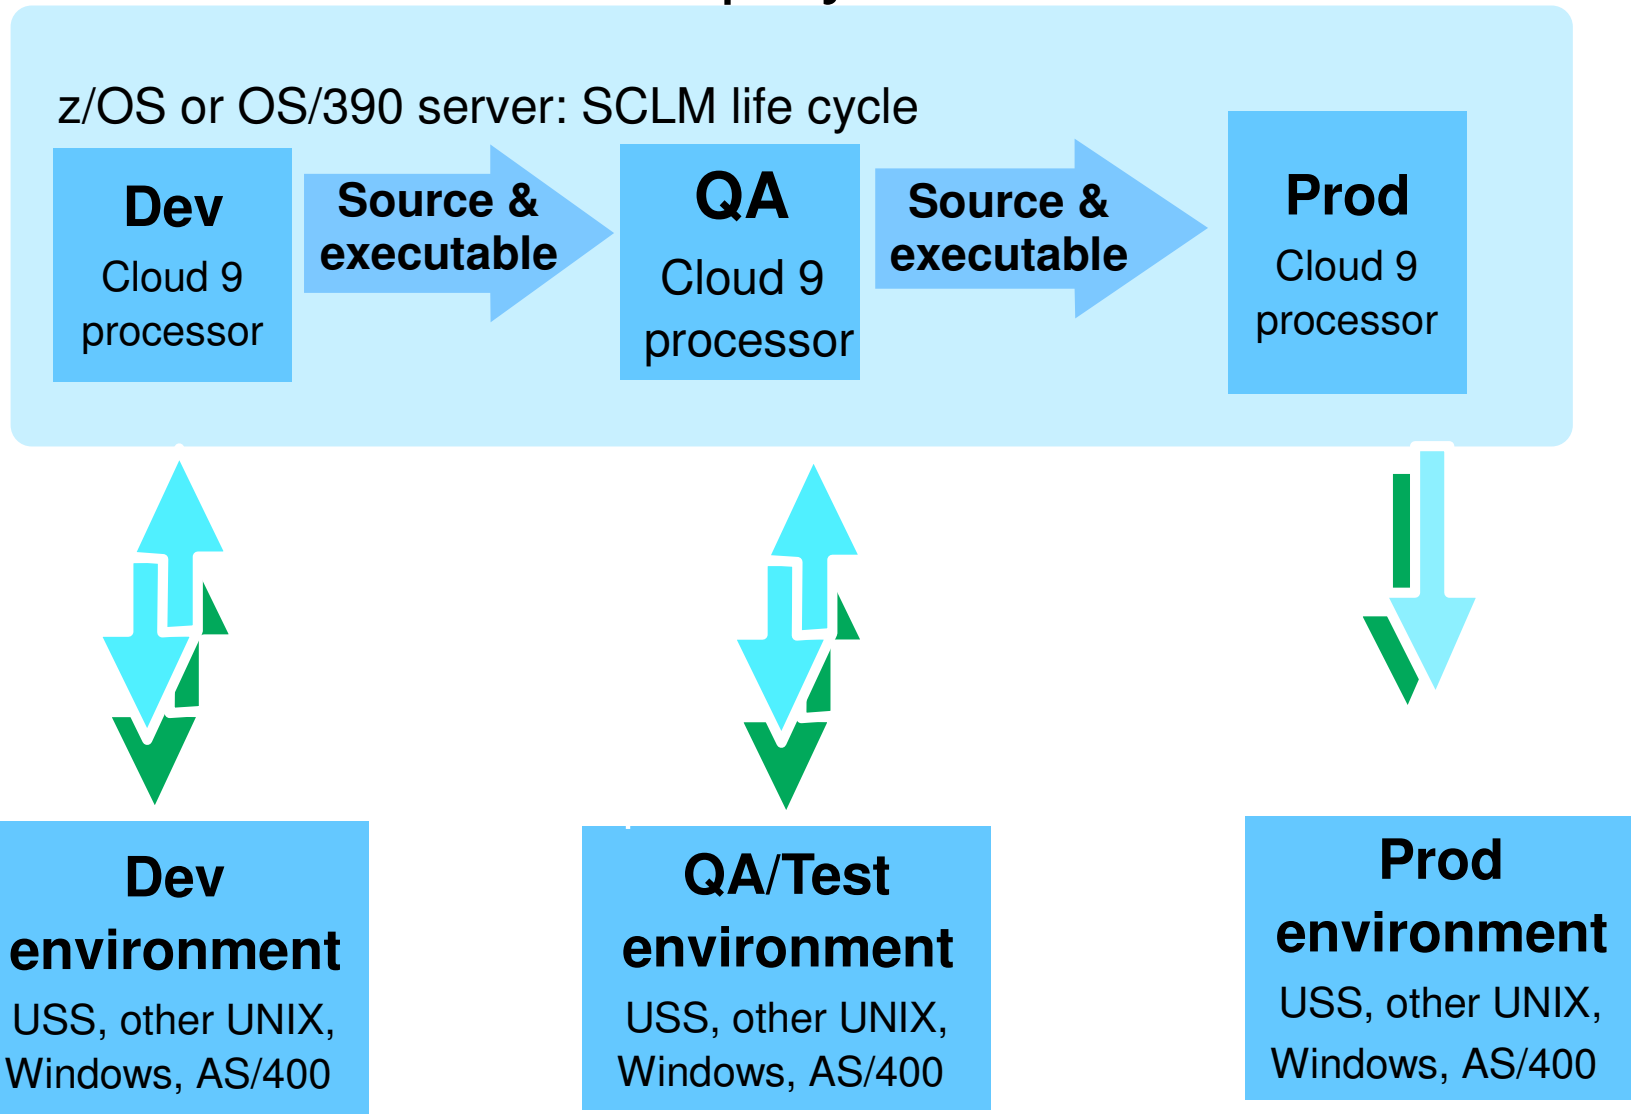 z/OS or OS/390 server: SCLM life cycle
Dev
Cloud 9
processor
Source &
executable
QA
Cloud 9
processor
Source &
executable
Prod
Cloud 9
processor
Dev
environment
USS, other UNIX,
Windows, AS/400
QA/Test
environment
USS, other UNIX,
Windows, AS/400
Prod
environment
USS, other UNIX,
Windows, AS/400